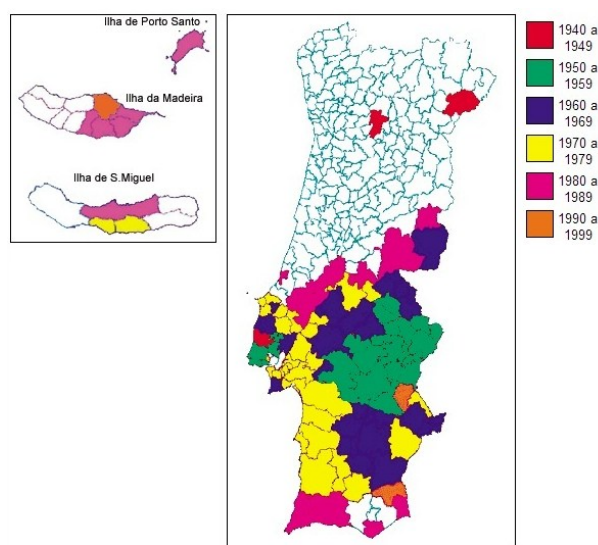 Ilha de Porto Santo
Ilha da Madeira
Ilha de S.Miguel
1940 a
1949
1950 a
1959
1960 a
1969
1970 a
1979
1980 a
1989
1990 a
1999